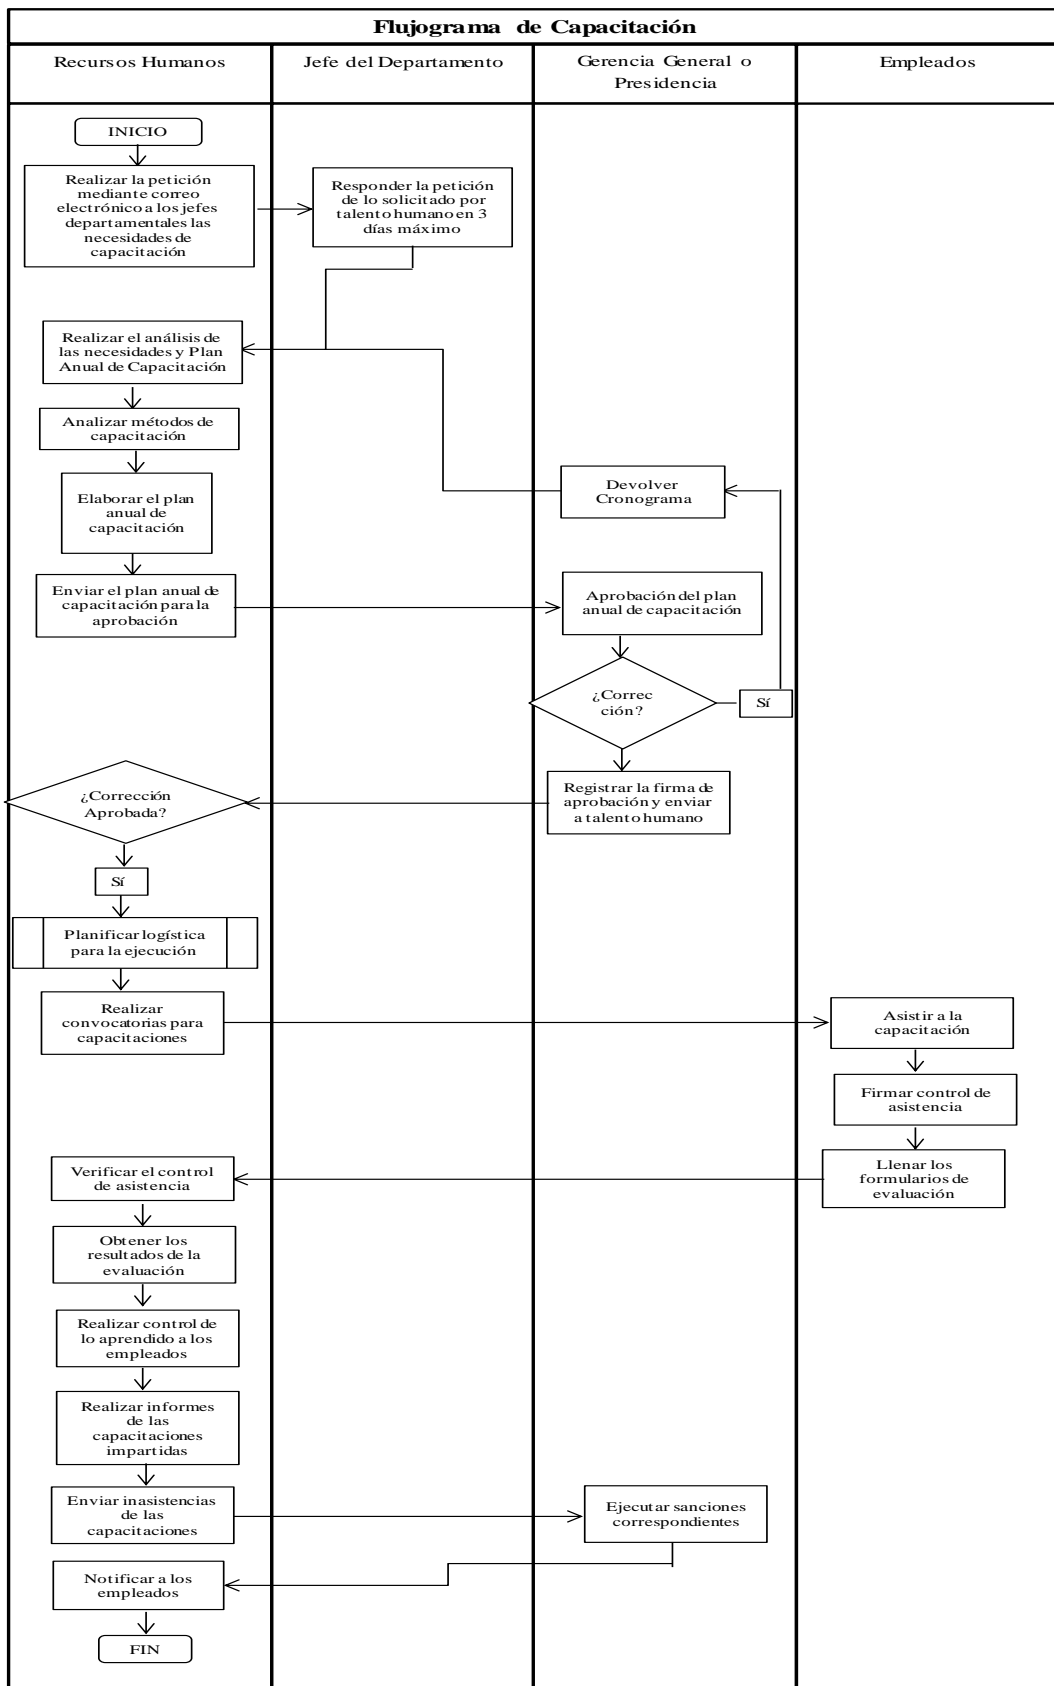 Flujograma de Capacitación
Recursos Humanos
Jefe del Departamento
Gerencia General o
Presidencia
Empleados
INICIO
Realizar la petición
mediante correo
electrónico a los jefes
departamentales las
necesidades de
capacitación
Responder la petición
de lo solicitado por
talento humano en 3
días máximo
Realizar el análisis de
las necesidades y Plan
Anual de Capacitación
Analizar métodos de
capacitación
Elaborar el plan
anual de
capacitación
Devolver
Cronograma
Enviar el plan anual de
capacitación para la
aprobación
Aprobación del plan
anual de capacitación
¿Correc
ción?
Sí
Registrar la firma de
aprobación y enviar
a talento humano
¿Corrección
Aprobada?
Sí
Planificar logística
para la ejecución
Realizar
convocatorias para
capacitaciones
Asistir a la
capacitación
Firmar control de
asistencia
Llenar los
formularios de
evaluación
Verificar el control
de asistencia
Obtener los
resultados de la
evaluación
Realizar control de
lo aprendido a los
empleados
Realizar informes
de las
capacitaciones
impartidas
Enviar inasistencias
de las
capacitaciones
Ejecutar sanciones
correspondientes
Notificar a los
empleados
FIN